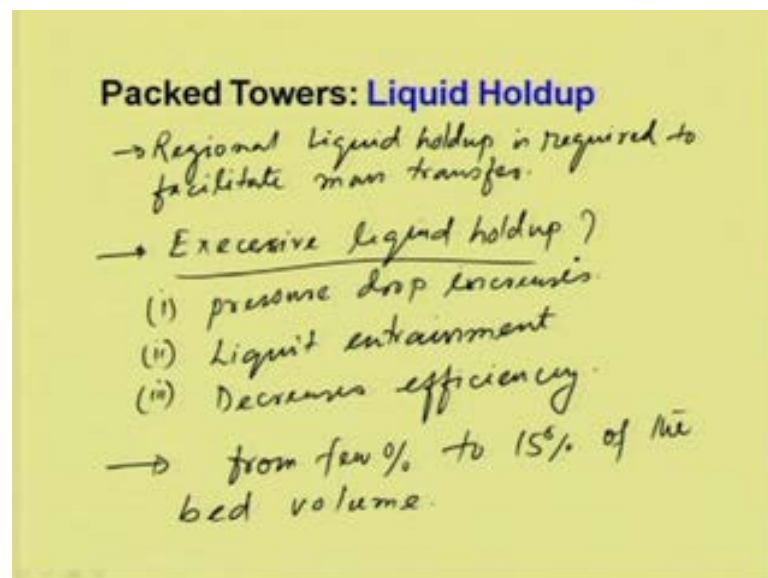 Packed Towers: Liquid Holdup
→ Regional Liquid holdup is required to
facilitate mass transfer.
→ Excessive liquid holdup ?
(i) pressure drop increases.
(ii) Liquit entrainment
(iii) Decreases efficiency.
→ from few % to 15% of the
bed volume.